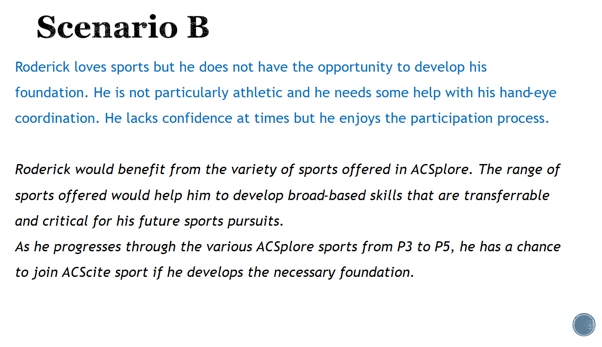 Scenario B
Roderick loves sports but he does not have the opportunity to develop his
foundation. He is not particularly athletic and he needs some help with his hand-eye
coordination. He lacks confidence at times but he enjoys the participation process.
Roderick would benefit from the variety of sports offered in ACSplore. The range of
sports offered would help him to develop broad-based skills that are transferrable
and critical for his future sports pursuits.
As he progresses through the various ACSplore sports from P3 to P5, he has a chance
to join ACScite sport if he develops the necessary foundation.